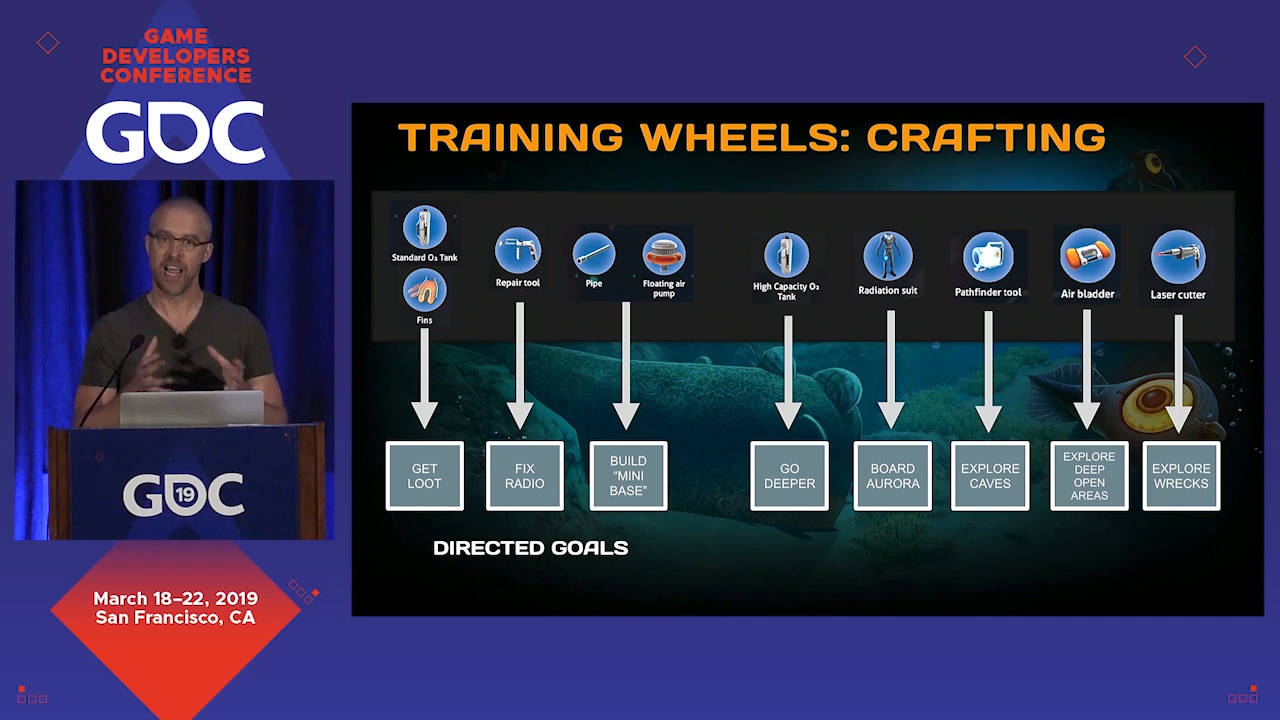 GAME
DEVELOPERS
CONFERENCE
GDC
TRAINING WHEELS: CRAFTING
Standard O₂ Tank
Fins
Repair tool
Pipe
Floating air
pump
High Capacity O₂
Tank
Radiation suit
Pathfinder tool
Air bladder
Laser cutter
GET
LOOT
FIX
RADIO
BUILD
"MINI
BASE"
GO
DEEPER
BOARD
AURORA
EXPLORE
CAVES
EXPLORE
DEEP
OPEN
AREAS
EXPLORE
WRECKS
DIRECTED GOALS
GDC
19
March 18–22, 2019
San Francisco, CA